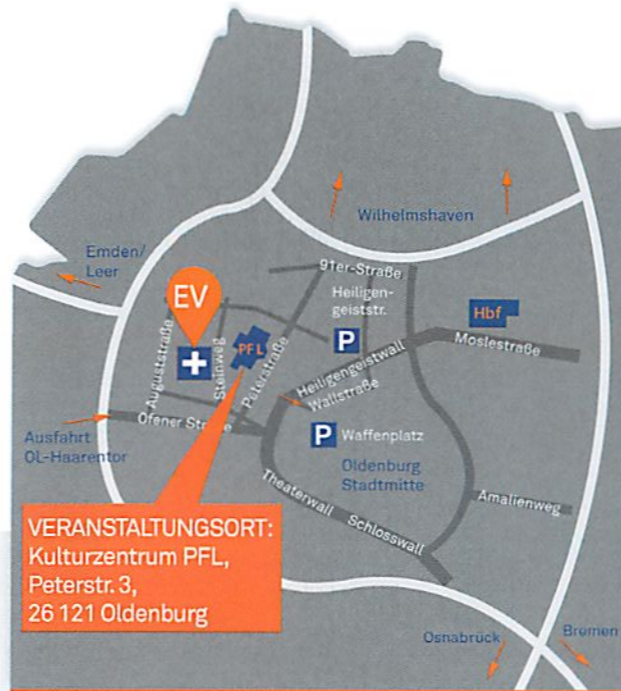 Wilhelmshaven
Emden/
Leer
91er-Straße
Heiligen-
geiststr.
EV
Hbf
P
Moslestraße
Auguststraße
Steinweg
PFL
Peterstraße
Heiligengeistwall
Wallstraße
Ofener Straße
P Waffenplatz
Ausfahrt
OL-Haarentor
Oldenburg
Stadtmitte
Theaterwall
Schlosswall
Amalienweg
VERANSTALTUNGSORT:
Kulturzentrum PFL,
Peterstr. 3,
26 121 Oldenburg
Osnabrück
Bremen